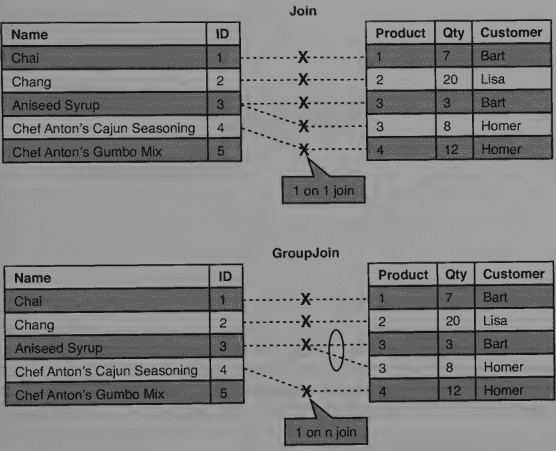 Join
Name ID Product Qty Customer
Chai 1 X 1 7 Bart
Chang 2 X 2 20 Lisa
Aniseed Syrup 3 X 3 3 Bart
Chef Anton's Cajun Seasoning 4 X 3 8 Homer
Chef Anton's Gumbo Mix 5 X 4 12 Homer
1 on 1 join
GroupJoin
Name ID Product Qty Customer
Chai 1 X 1 7 Bart
Chang 2 X 2 20 Lisa
Aniseed Syrup 3 X 3 3 Bart
Chef Anton's Cajun Seasoning 4 3 8 Homer
Chef Anton's Gumbo Mix 5 X 4 12 Homer
1 on n join